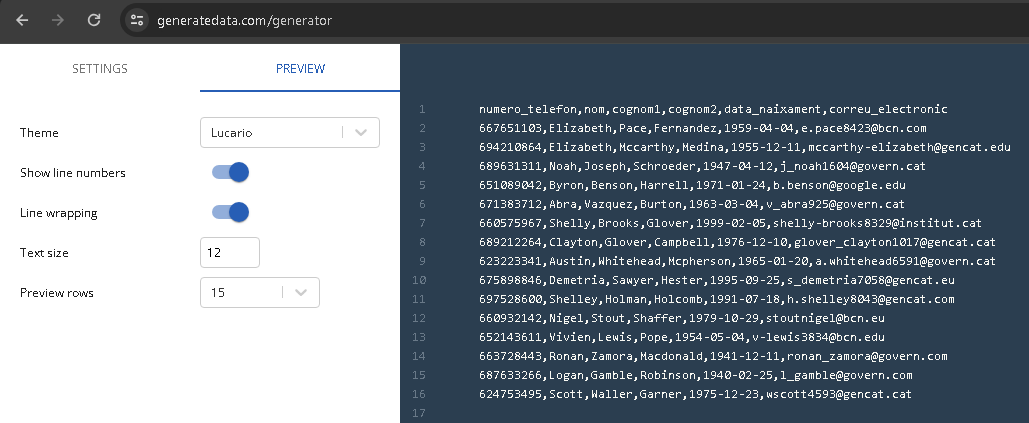 generatedata.com/generator
SETTINGS
PREVIEW
Theme
Lucario
Show line numbers
Line wrapping
Text size
12
Preview rows
15
1 numero_telefon,nom,cognom1,cognom2,data_naixament,correu_electronic
2 667651103,Elizabeth,Pace,Fernandez,1959-04-04,e.pace8423@bcn.com
3 694210864,Elizabeth,Mccarthy,Medina,1955-12-11,mccarthy-elizabeth@gencat.edu
4 689631311,Noah,Joseph,Schroeder,1947-04-12,j_noah1604@govern.cat
5 651089042,Byron,Benson,Harrell,1971-01-24,b.benson@google.edu
6 671383712,Abra,Vazquez,Burton,1963-03-04,v_abra925@govern.cat
7 660575967,Shelly,Brooks,Glover,1999-02-05,shelly-brooks8329@institut.cat
8 689212264,Clayton,Glover,Campbell,1976-12-10,glover_clayton1017@gencat.cat
9 623223341,Austin,Whitehead,Mcpherson,1965-01-20,a.whitehead6591@govern.cat
10 675898846,Demetria,Sawyer,Hester,1995-09-25,s_demetria7058@gencat.eu
11 697528600,Shelley,Holman,Holcomb,1991-07-18,h.shelley8043@gencat.com
12 660932142,Nigel,Stout,Shaffer,1979-10-29,stoutnigel@bcn.eu
13 652143611,Vivien,Lewis,Pope,1954-05-04,v-lewis3834@bcn.edu
14 663728443,Ronan,Zamora,Macdonald,1941-12-11,ronan_zamora@govern.com
15 687633266,Logan,Gamble,Robinson,1940-02-25,l_gamble@govern.com
16 624753495,Scott,Waller,Garner,1975-12-23,wscott4593@gencat.cat
17